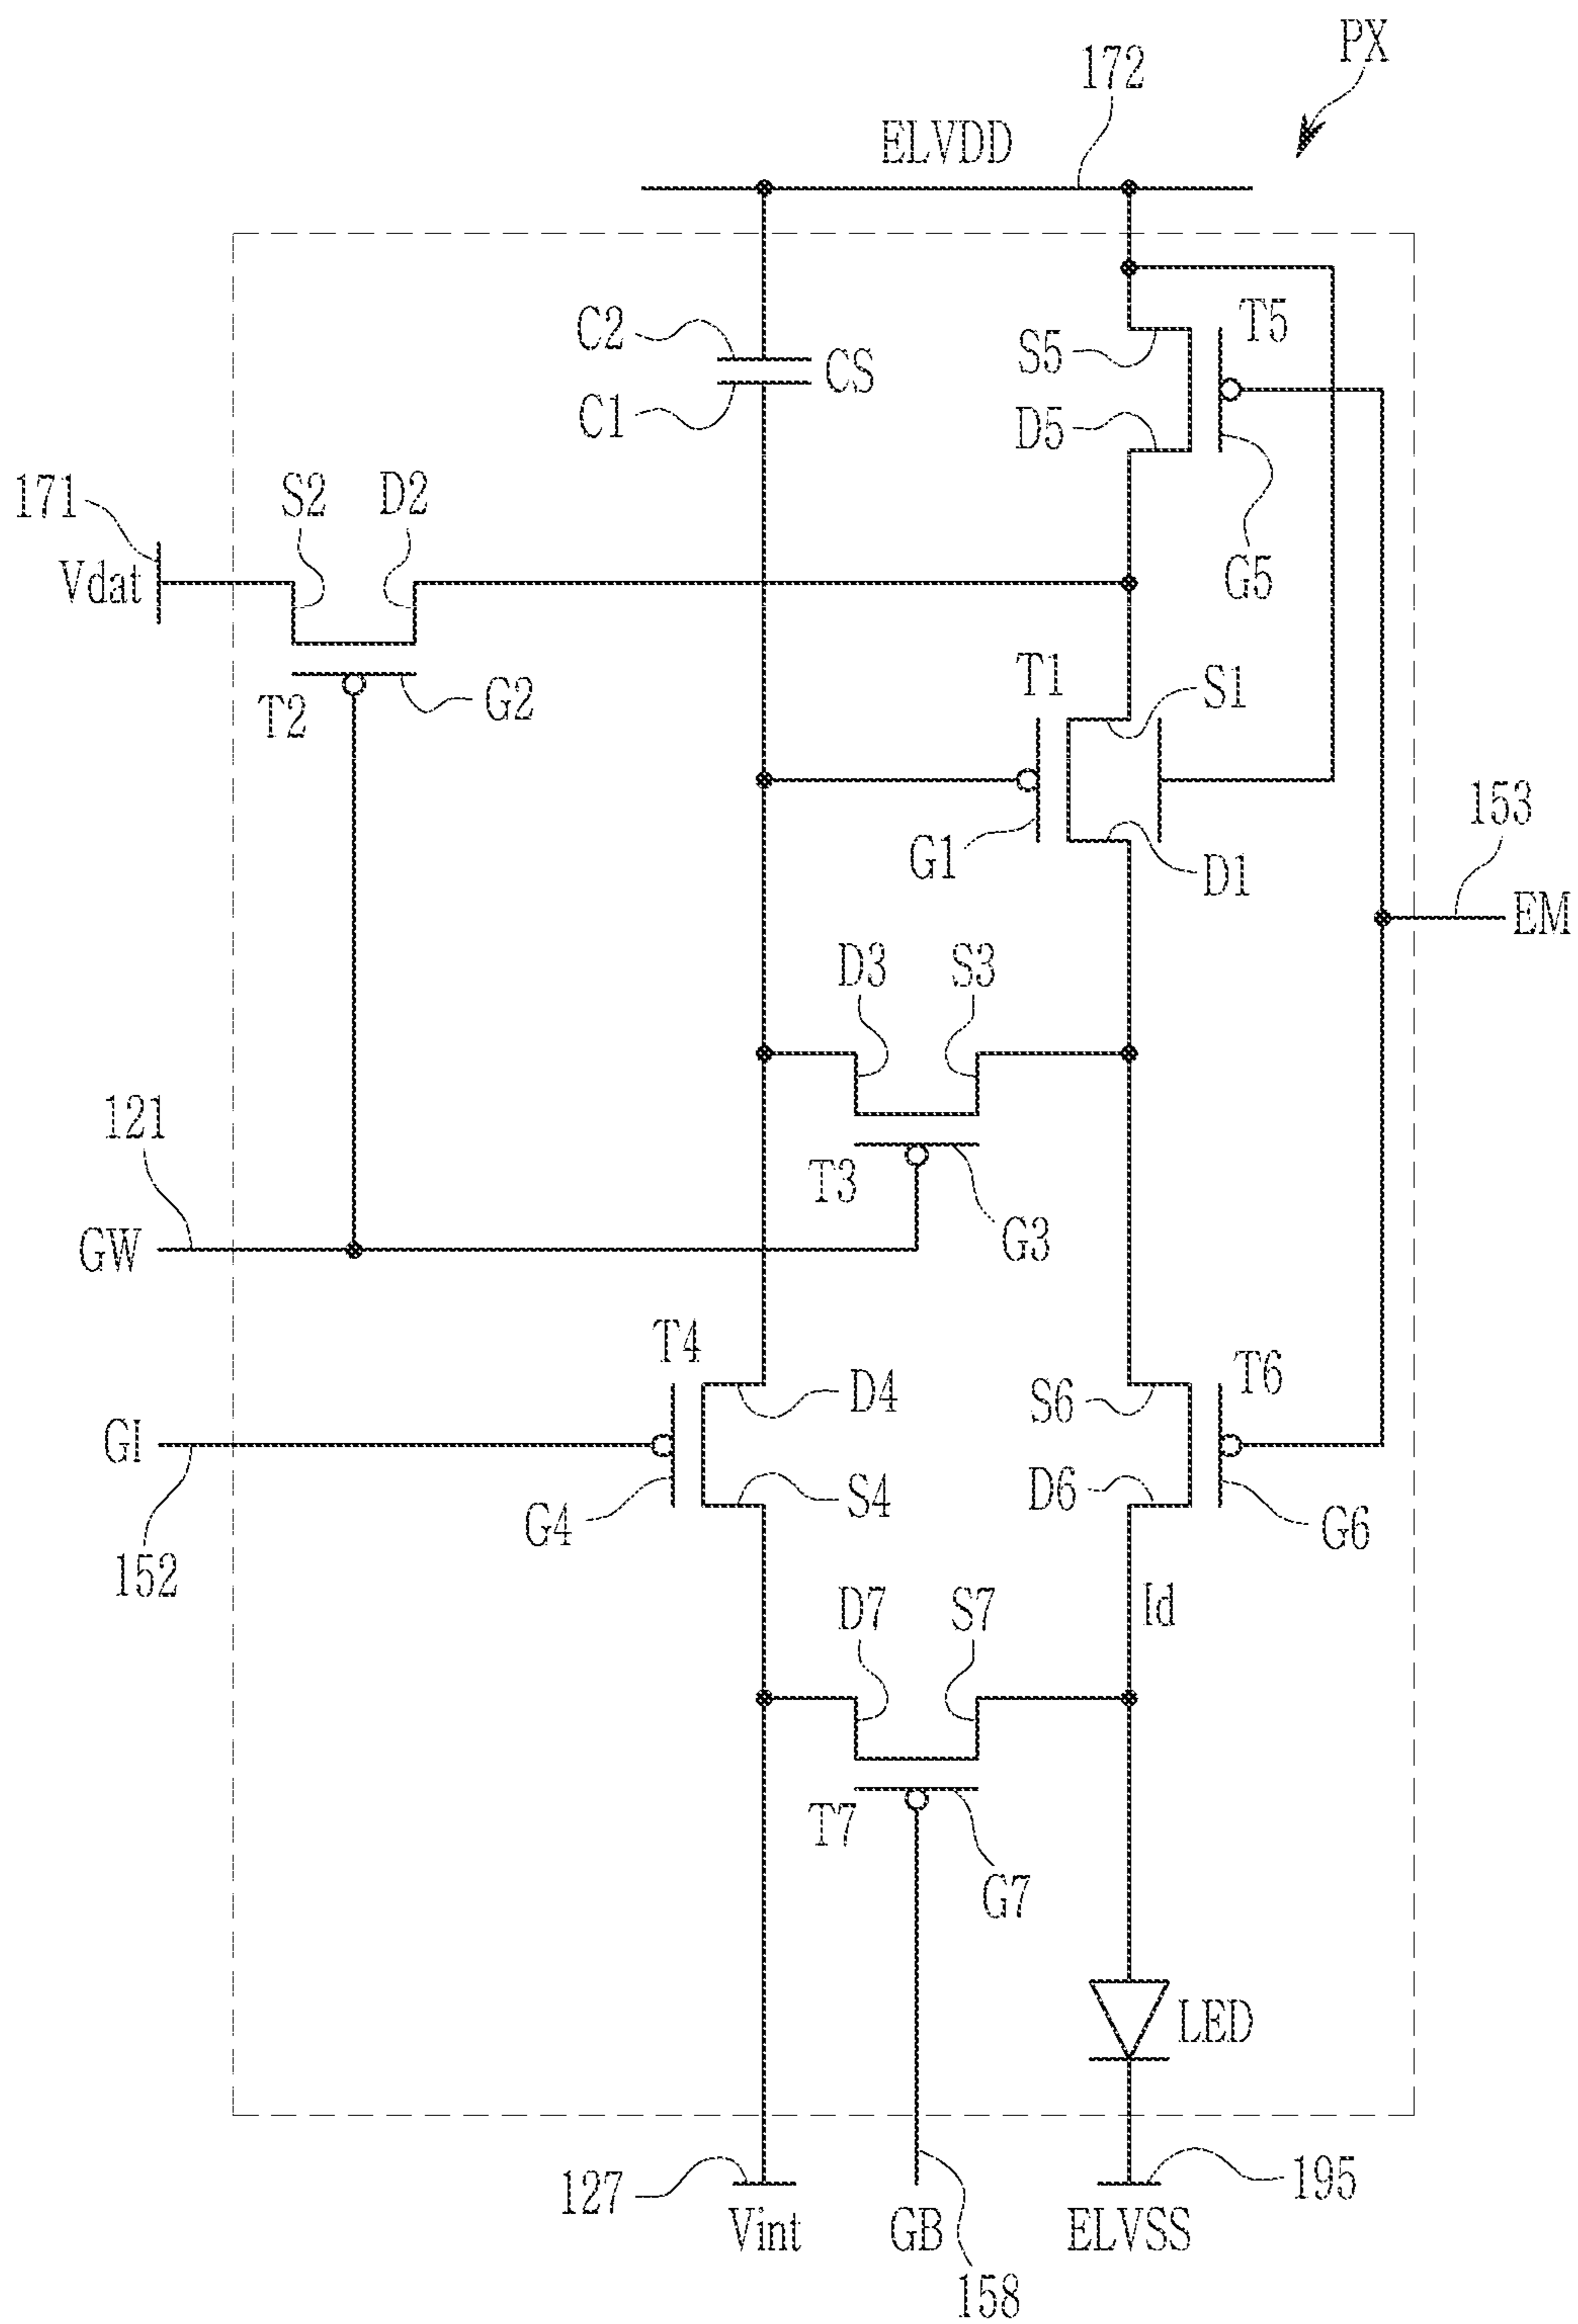 PX
172
ELVDD
C2
CS
C1
S5
T5
D5
G5
171
S2
D2
Vdat
T2
G2
T1
S1
G1
D1
153
EM
D3
S3
121
T3
G3
GW
T4
D4
S6
T6
GI
G4
S4
D6
G6
152
D7
S7
Id
T7
G7
LED
127
195
Vint
GB
ELVSS
158